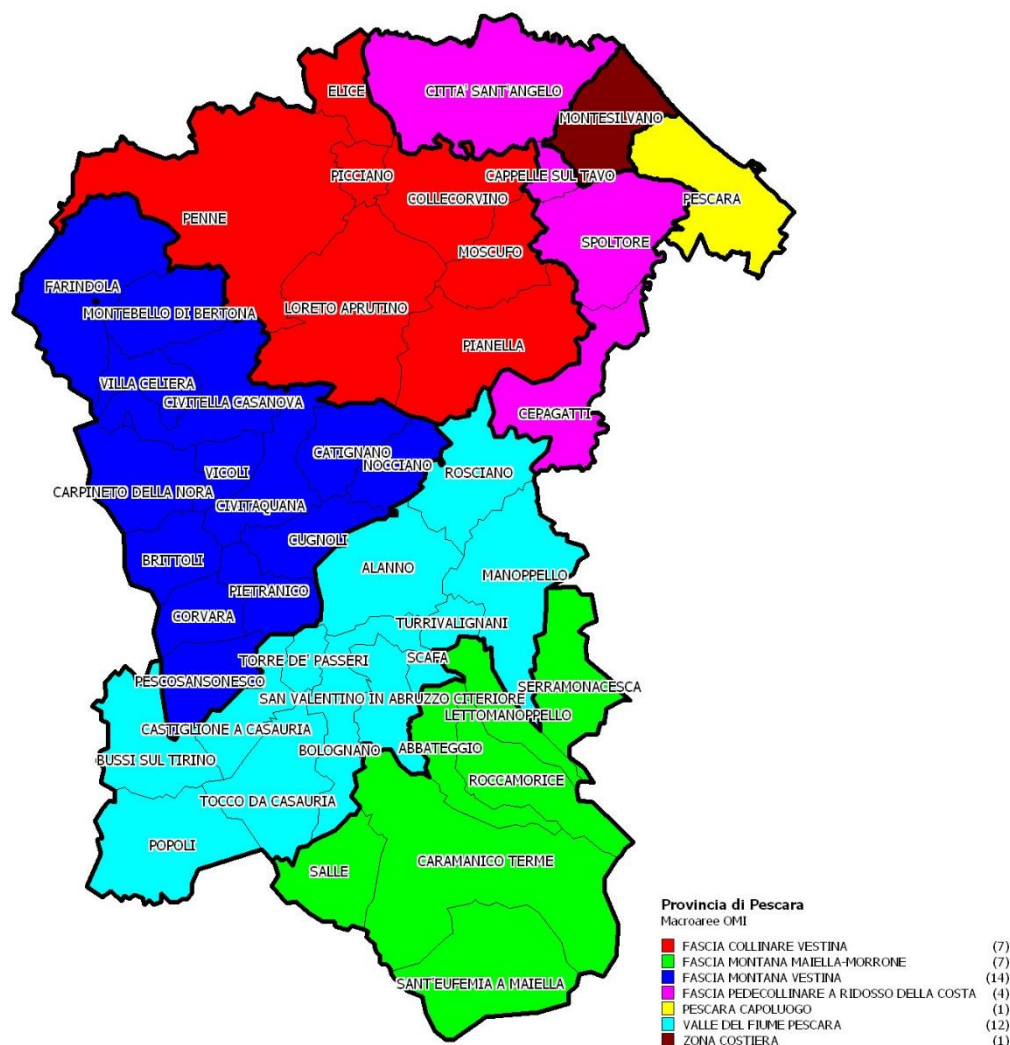 ELICE
CITTA' SANT'ANGELO
MONTESILVANO
PICCIANO
CAPPELLE SUL TAVO
COLLECORVINO
PESCARA
PENNE
SPOLTORE
MOSCUFO
FARINDOLA
LORETO APRUTINO
MONTEBELLO DI BERTONA
PIANELLA
VILLA CELIERA
CIVITELLA CASANOVA
CEPAGATTI
CATIGNANO
NOCCIANO
VICOLI
ROSCIANO
CARPINETO DELLA NORA
CIVITAQUANA
CUGNOLI
BRITTOLI
ALANNO
MANOPPELLO
PIETRANICO
CORVARA
TURRIVALIGNANI
TORRE DE' PASSERI
SCAFA
PESCOSANSONESCO
SERRAMONACESCA
SAN VALENTINO IN ABRUZZO CITERIORE
LETTOMANOPPELLO
CASTIGLIONE A CASAURIA
BOLOGNANO
ABBATEGGIO
BUSSI SUL TIRINO
ROCCAMORICE
TOCCO DA CASAURIA
POPOLI
CARAMANICO TERME
SALLE
SANT'EUFEMIA A MAIELLA
Provincia di Pescara
Macroaree OMI
FASCIA COLLINARE VESTINA (7)
FASCIA MONTANA MAIELLA-MORRONE (7)
FASCIA MONTANA VESTINA (14)
FASCIA PEDECOLLINARE A RIDOSSO DELLA COSTA (4)
PESCARA CAPOLUOGO (1)
VALLE DEL FIUME PESCARA (12)
ZONA COSTIERA (1)